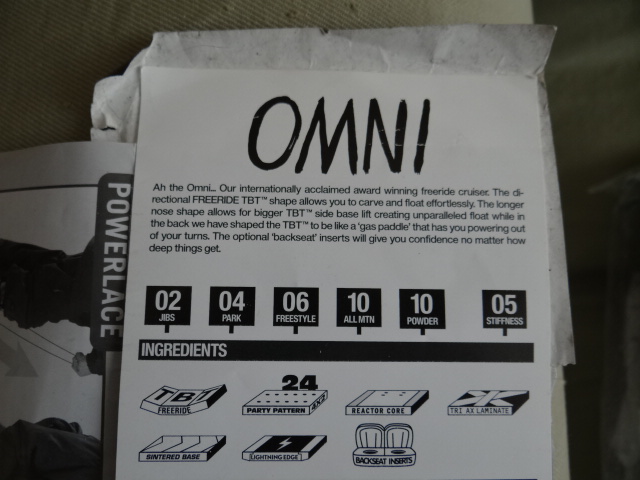 OMNI
Ah the Omni... Our internationally acclaimed award winning freeride cruiser. The di-
rectional FREERIDE TBT™ shape allows you to carve and float effortlessly. The longer
nose shape allows for bigger TBT™ side base lift creating unparalleled float while in
the back we have shaped the TBT™ to be like a 'gas paddle' that has you powering out
of your turns. The optional 'backseat' inserts will give you confidence no matter how
deep things get.
POWERLACE
02 04 06 10 10 05
JIBS PARK FREESTYLE ALL MTN POWDER STIFFNESS
INGREDIENTS
TBT FREERIDE
24 PARTY PATTERN 4X2
REACTOR CORE
TRI AX LAMINATE
SINTERED BASE
LIGHTNING EDGE
BACKSEAT INSERTS